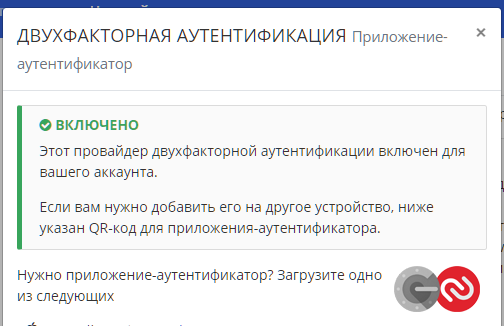 ДВУХФАКТОРНАЯ АУТЕНТИФИКАЦИЯ Приложение-
аутентификатор
×
ВКЛЮЧЕНО
Этот провайдер двухфакторной аутентификации включен для
вашего аккаунта.
Если вам нужно добавить его на другое устройство, ниже
указан QR-код для приложения-аутентификатора.
Нужно приложение-аутентификатор? Загрузите одно
из следующих